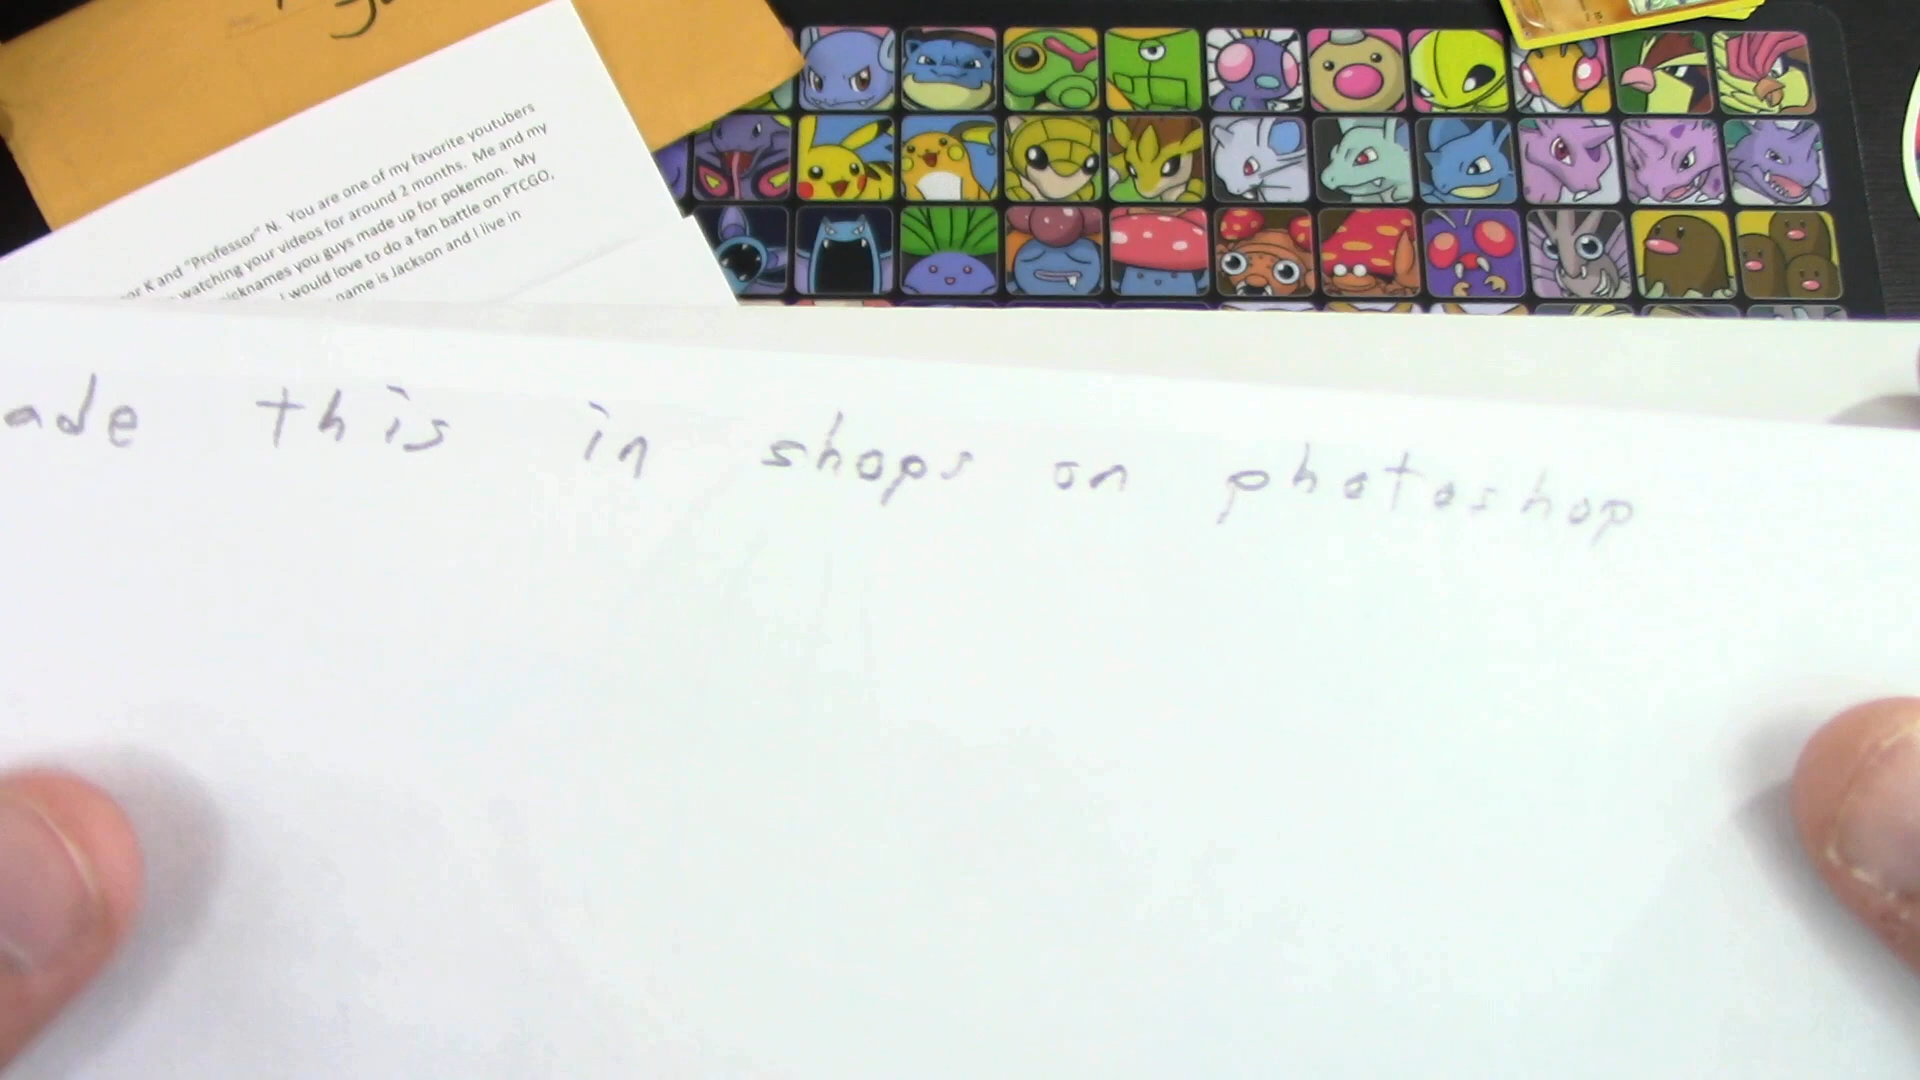 or K and "Professor" N. You are one of my favorite youtubers
watching your videos for around 2 months. Me and my
icknames you guys made up for pokemon. My
would love to do a fan battle on PTCGO,
name is Jackson and I live in
ade this in shops on photoshop